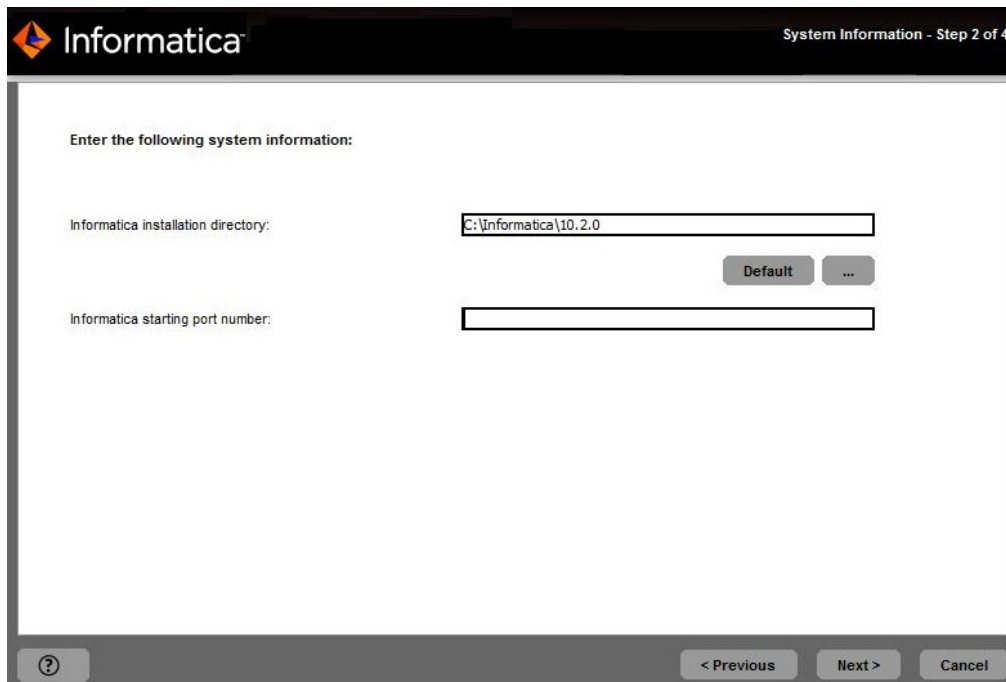 Informatica
System Information - Step 2 of 4
Enter the following system information:
Informatica installation directory:
C:\Informatica\10.2.0
Default
...
Informatica starting port number:
?
< Previous
Next >
Cancel